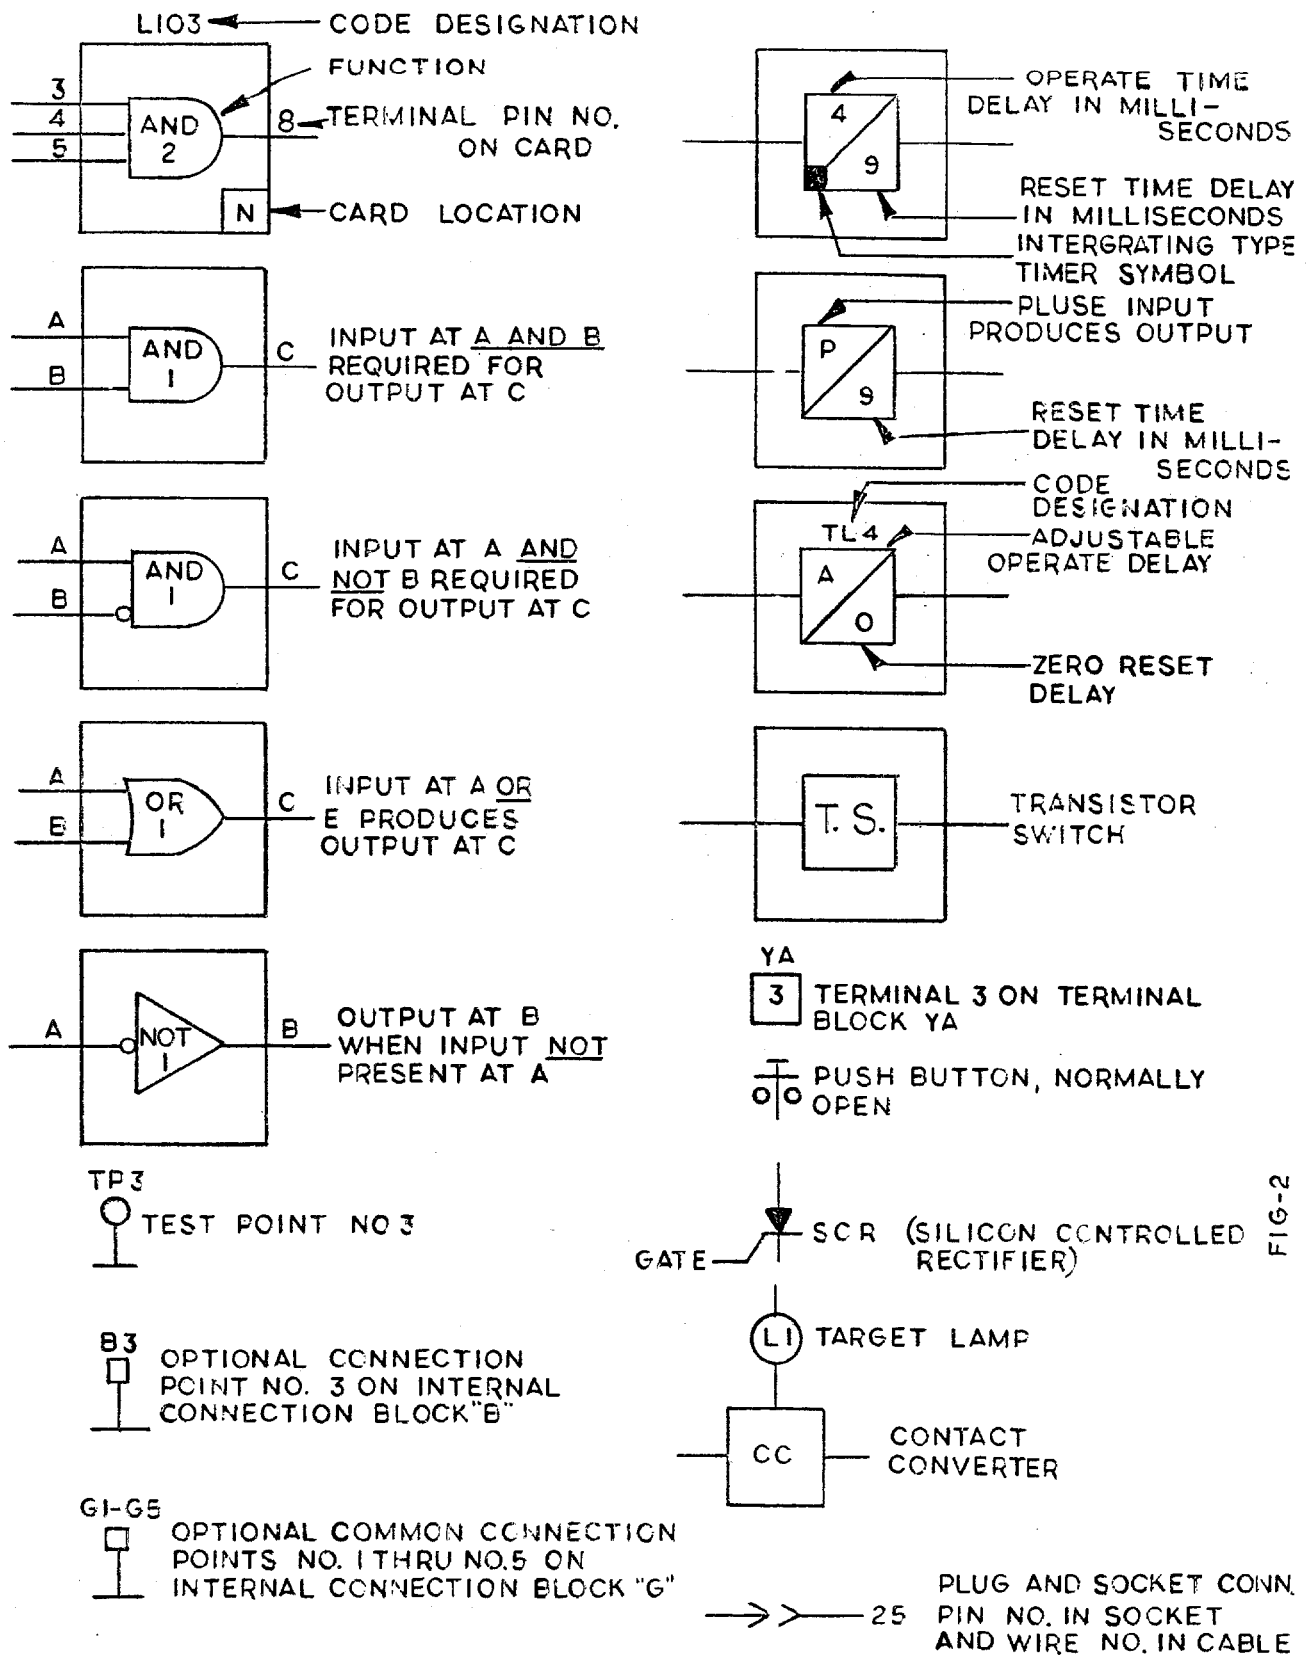 L103 CODE DESIGNATION
FUNCTION
3
4
5
AND
2
8
TERMINAL PIN NO.
ON CARD
N
CARD LOCATION
A
B
AND
1
C
INPUT AT A AND B
REQUIRED FOR
OUTPUT AT C
A
B
AND
1
C
INPUT AT A AND
NOT B REQUIRED
FOR OUTPUT AT C
A
B
OR
1
C
INPUT AT A OR
E PRODUCES
OUTPUT AT C
A
NOT
1
B
OUTPUT AT B
WHEN INPUT NOT
PRESENT AT A
TP3
TEST POINT NO 3
B3
OPTIONAL CONNECTION
POINT NO. 3 ON INTERNAL
CONNECTION BLOCK "B"
G1-G5
OPTIONAL COMMON CONNECTION
POINTS NO. 1 THRU NO.5 ON
INTERNAL CONNECTION BLOCK "G"
4
9
OPERATE TIME
DELAY IN MILLI-
SECONDS
RESET TIME DELAY
IN MILLISECONDS
INTERGRATING TYPE
TIMER SYMBOL
P
9
PLUSE INPUT
PRODUCES OUTPUT
RESET TIME
DELAY IN MILLI-
SECONDS
CODE
DESIGNATION
TL4
A
0
ADJUSTABLE
OPERATE DELAY
ZERO RESET
DELAY
T. S.
TRANSISTOR
SWITCH
YA
3
TERMINAL 3 ON TERMINAL
BLOCK YA
PUSH BUTTON, NORMALLY
OPEN
GATE
SCR (SILICON CONTROLLED
RECTIFIER)
FIG-2
L1
TARGET LAMP
CC
CONTACT
CONVERTER
25
PLUG AND SOCKET CONN.
PIN NO. IN SOCKET
AND WIRE NO. IN CABLE